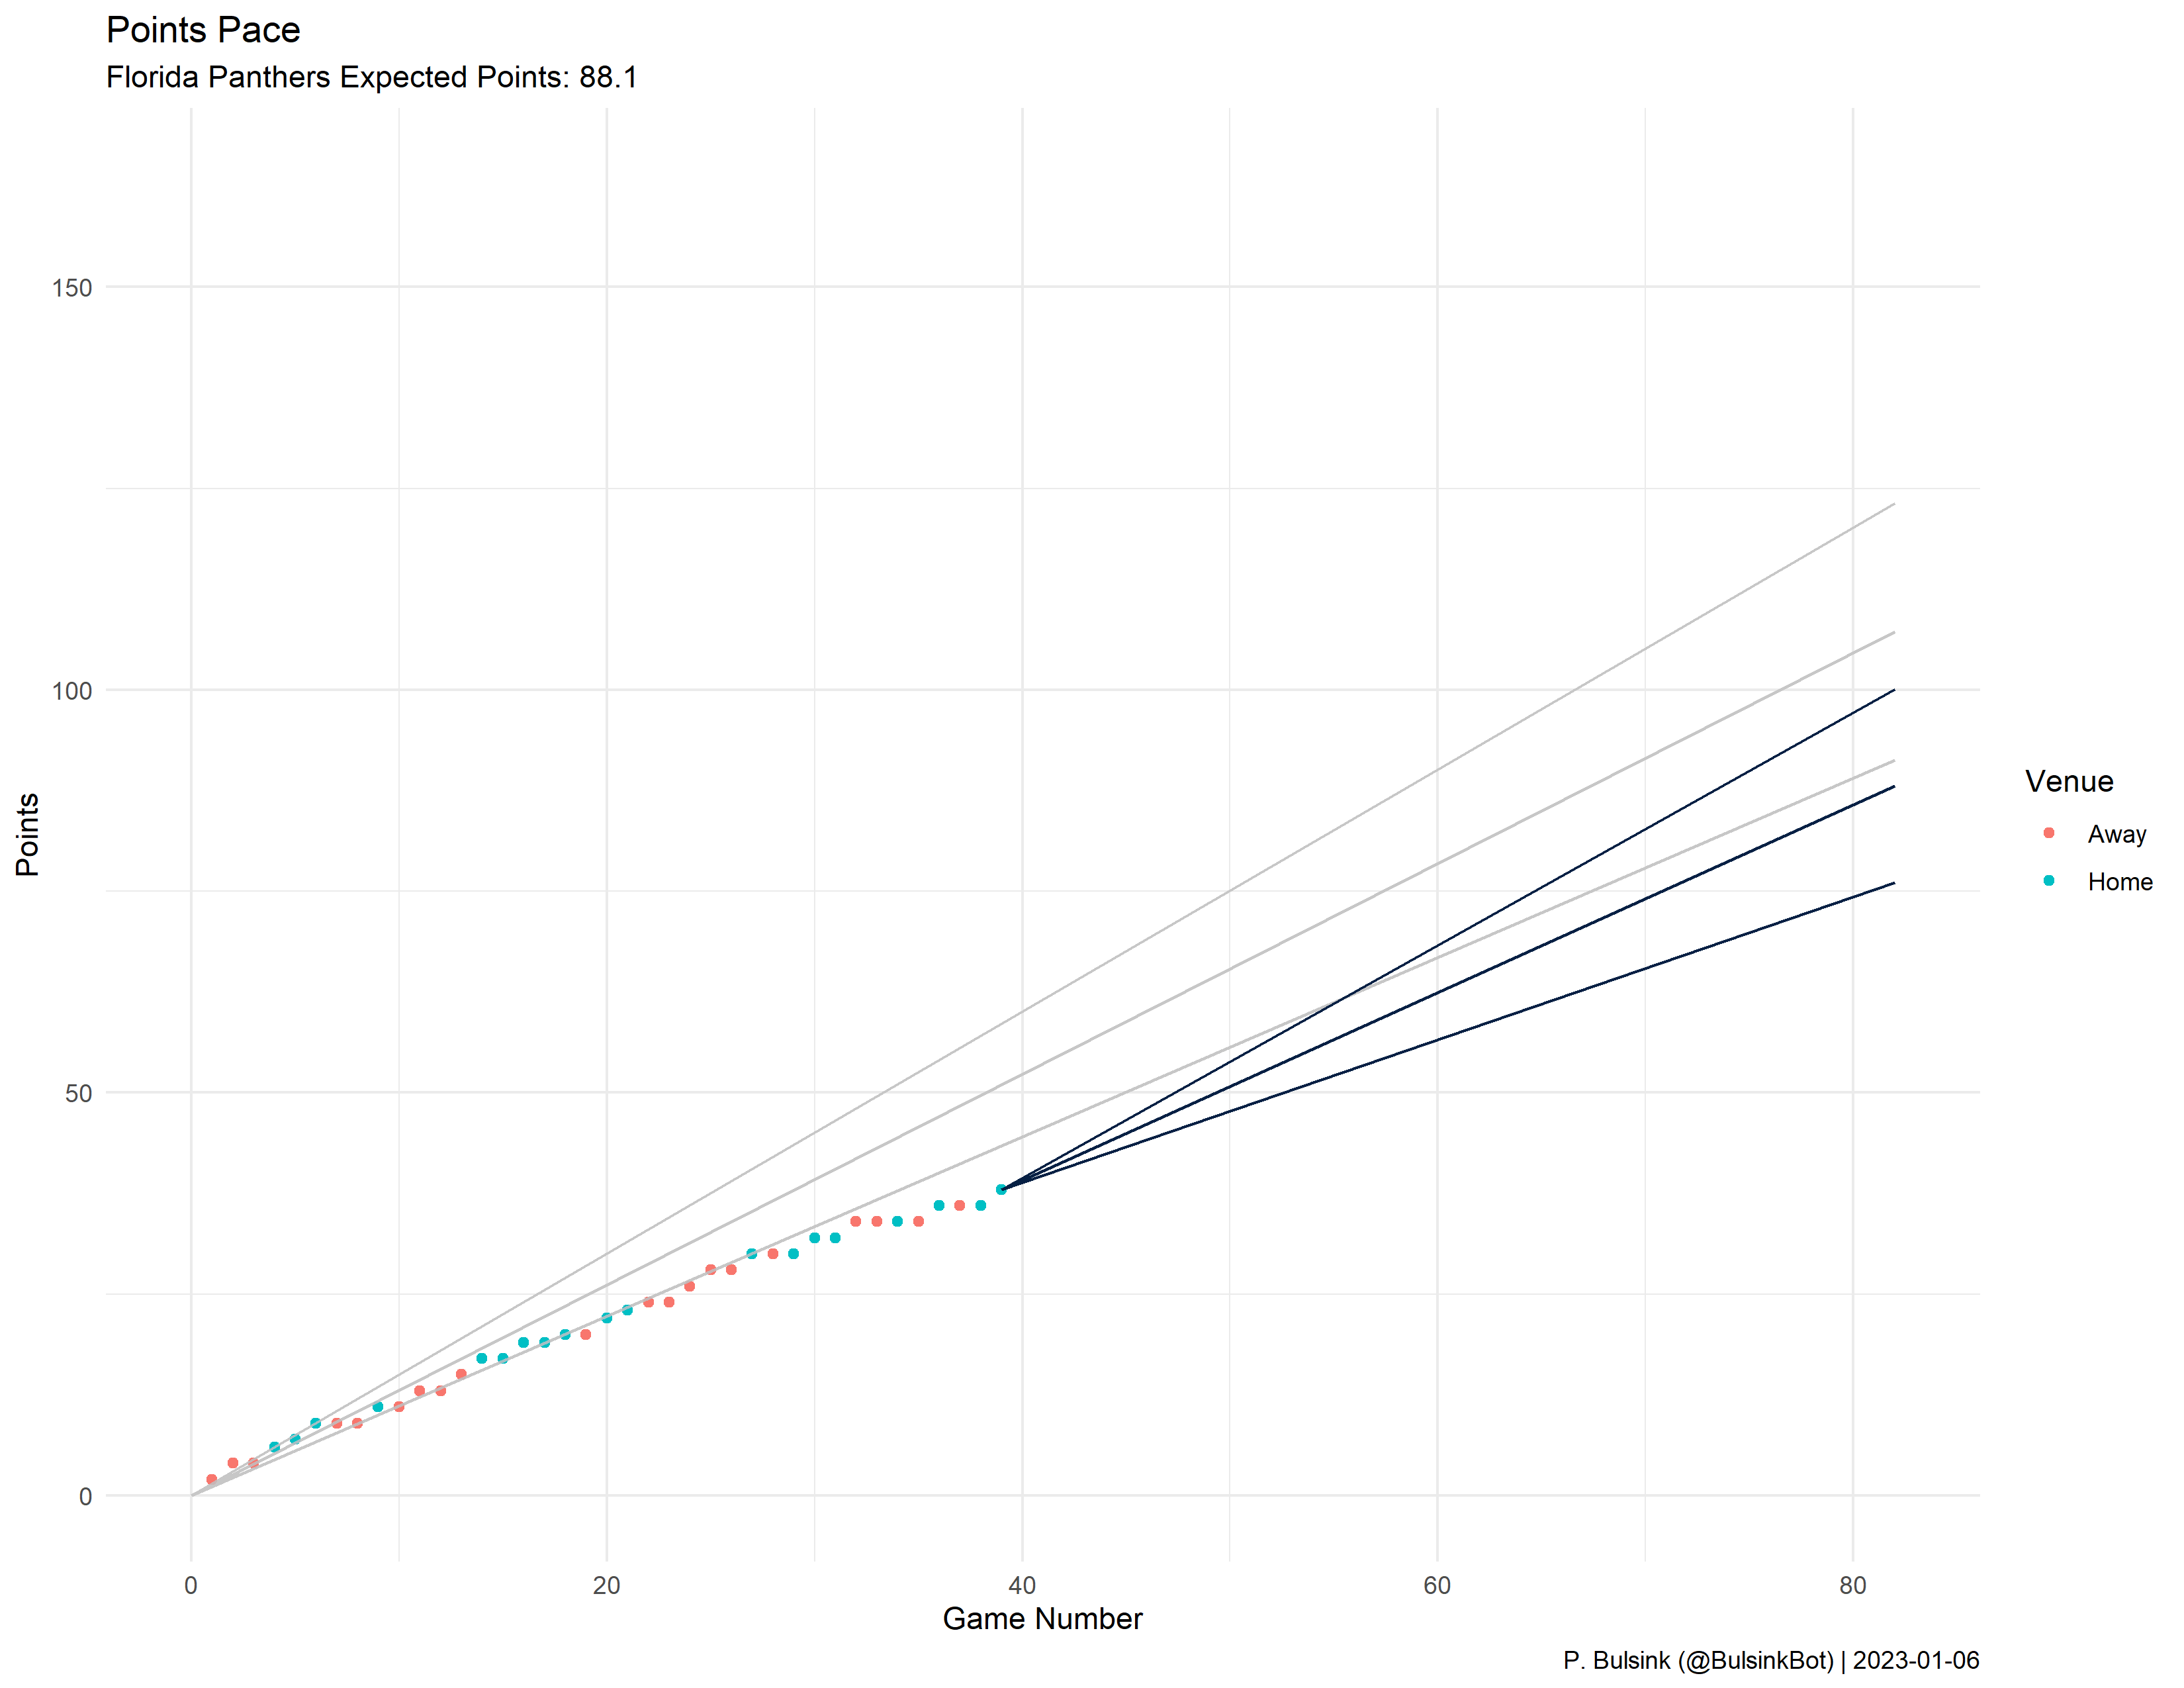 Points Pace
Florida Panthers Expected Points: 88.1
150
100
50
0
Points
0 20 40 60 80
Game Number
Venue
Away
Home
P. Bulsink (@BulsinkBot) | 2023-01-06